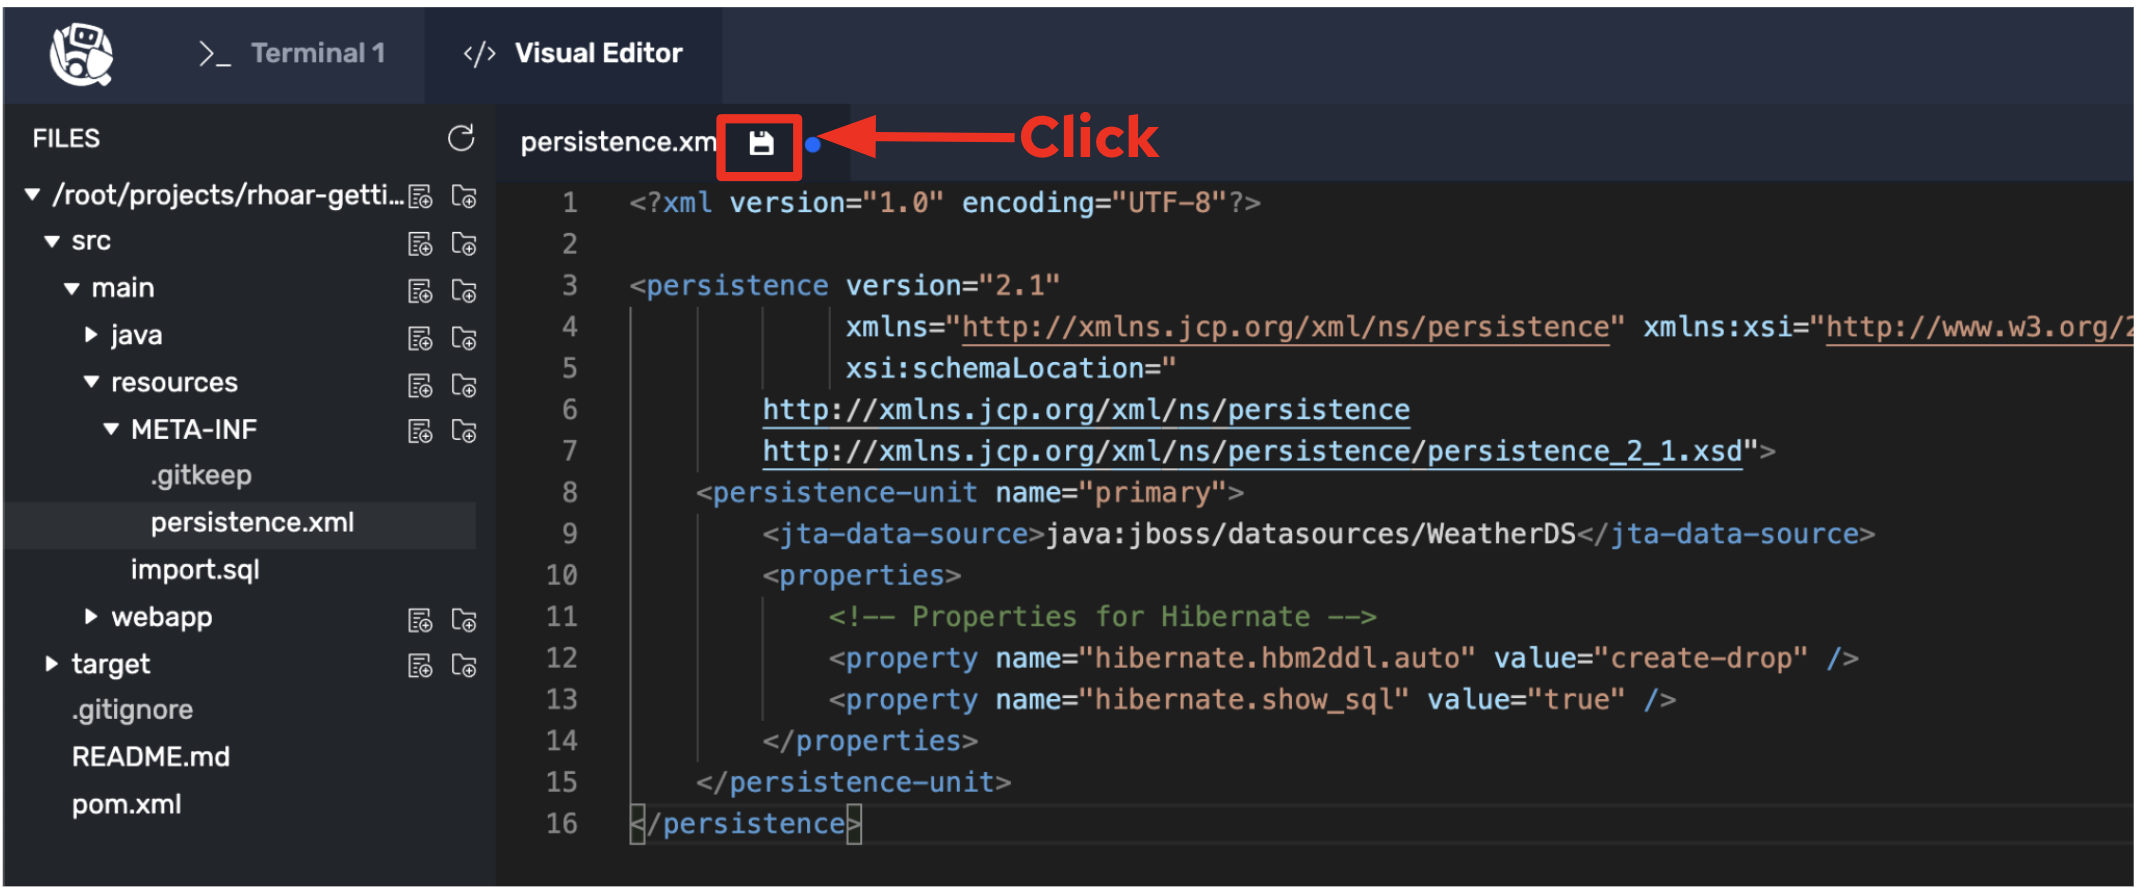 >_ Terminal 1 </> Visual Editor
FILES
/root/projects/rhoar-getti...
src
main
java
resources
META-INF
.gitkeep
persistence.xml
import.sql
webapp
target
.gitignore
README.md
pom.xml
persistence.xm
Click
1 <?xml version="1.0" encoding="UTF-8"?>
2
3 <persistence version="2.1"
4 xmlns="http://xmlns.jcp.org/xml/ns/persistence" xmlns:xsi="http://www.w3.org/2
5 xsi:schemaLocation="
6 http://xmlns.jcp.org/xml/ns/persistence
7 http://xmlns.jcp.org/xml/ns/persistence/persistence_2_1.xsd">
8 <persistence-unit name="primary">
9 <jta-data-source>java:jboss/datasources/WeatherDS</jta-data-source>
10 <properties>
11 <!-- Properties for Hibernate -->
12 <property name="hibernate.hbm2ddl.auto" value="create-drop" />
13 <property name="hibernate.show_sql" value="true" />
14 </properties>
15 </persistence-unit>
16 </persistence>